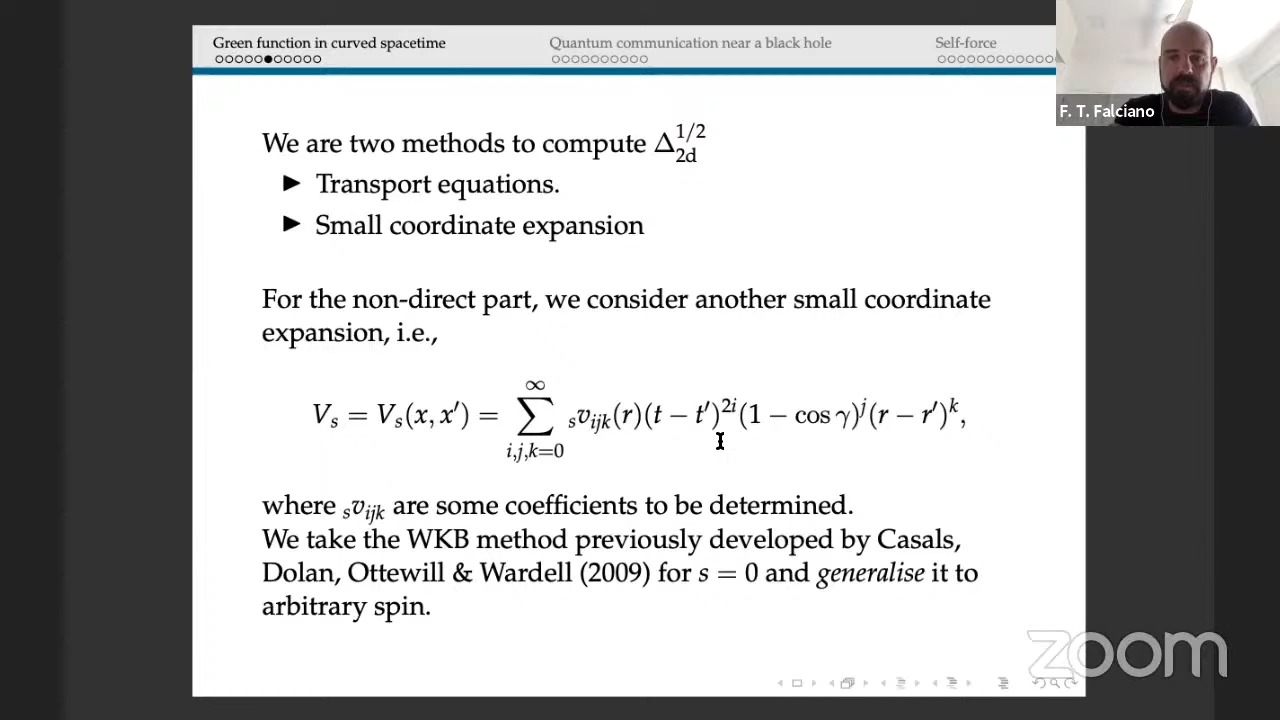 Green function in curved spacetime Quantum communication near a black hole Self-force
F. T. Falciano
We are two methods to compute Δ_{2d}^{1/2}
▶ Transport equations.
▶ Small coordinate expansion
For the non-direct part, we consider another small coordinate
expansion, i.e.,
V_s = V_s(x, x′) = ∑_{i,j,k=0}^{∞} {}_sv_{ijk}(r)(t − t′)^{2i}(1 − cos γ)^j(r − r′)^k,
where {}_sv_{ijk} are some coefficients to be determined.
We take the WKB method previously developed by Casals,
Dolan, Ottewill & Wardell (2009) for s = 0 and generalise it to
arbitrary spin.
zoom